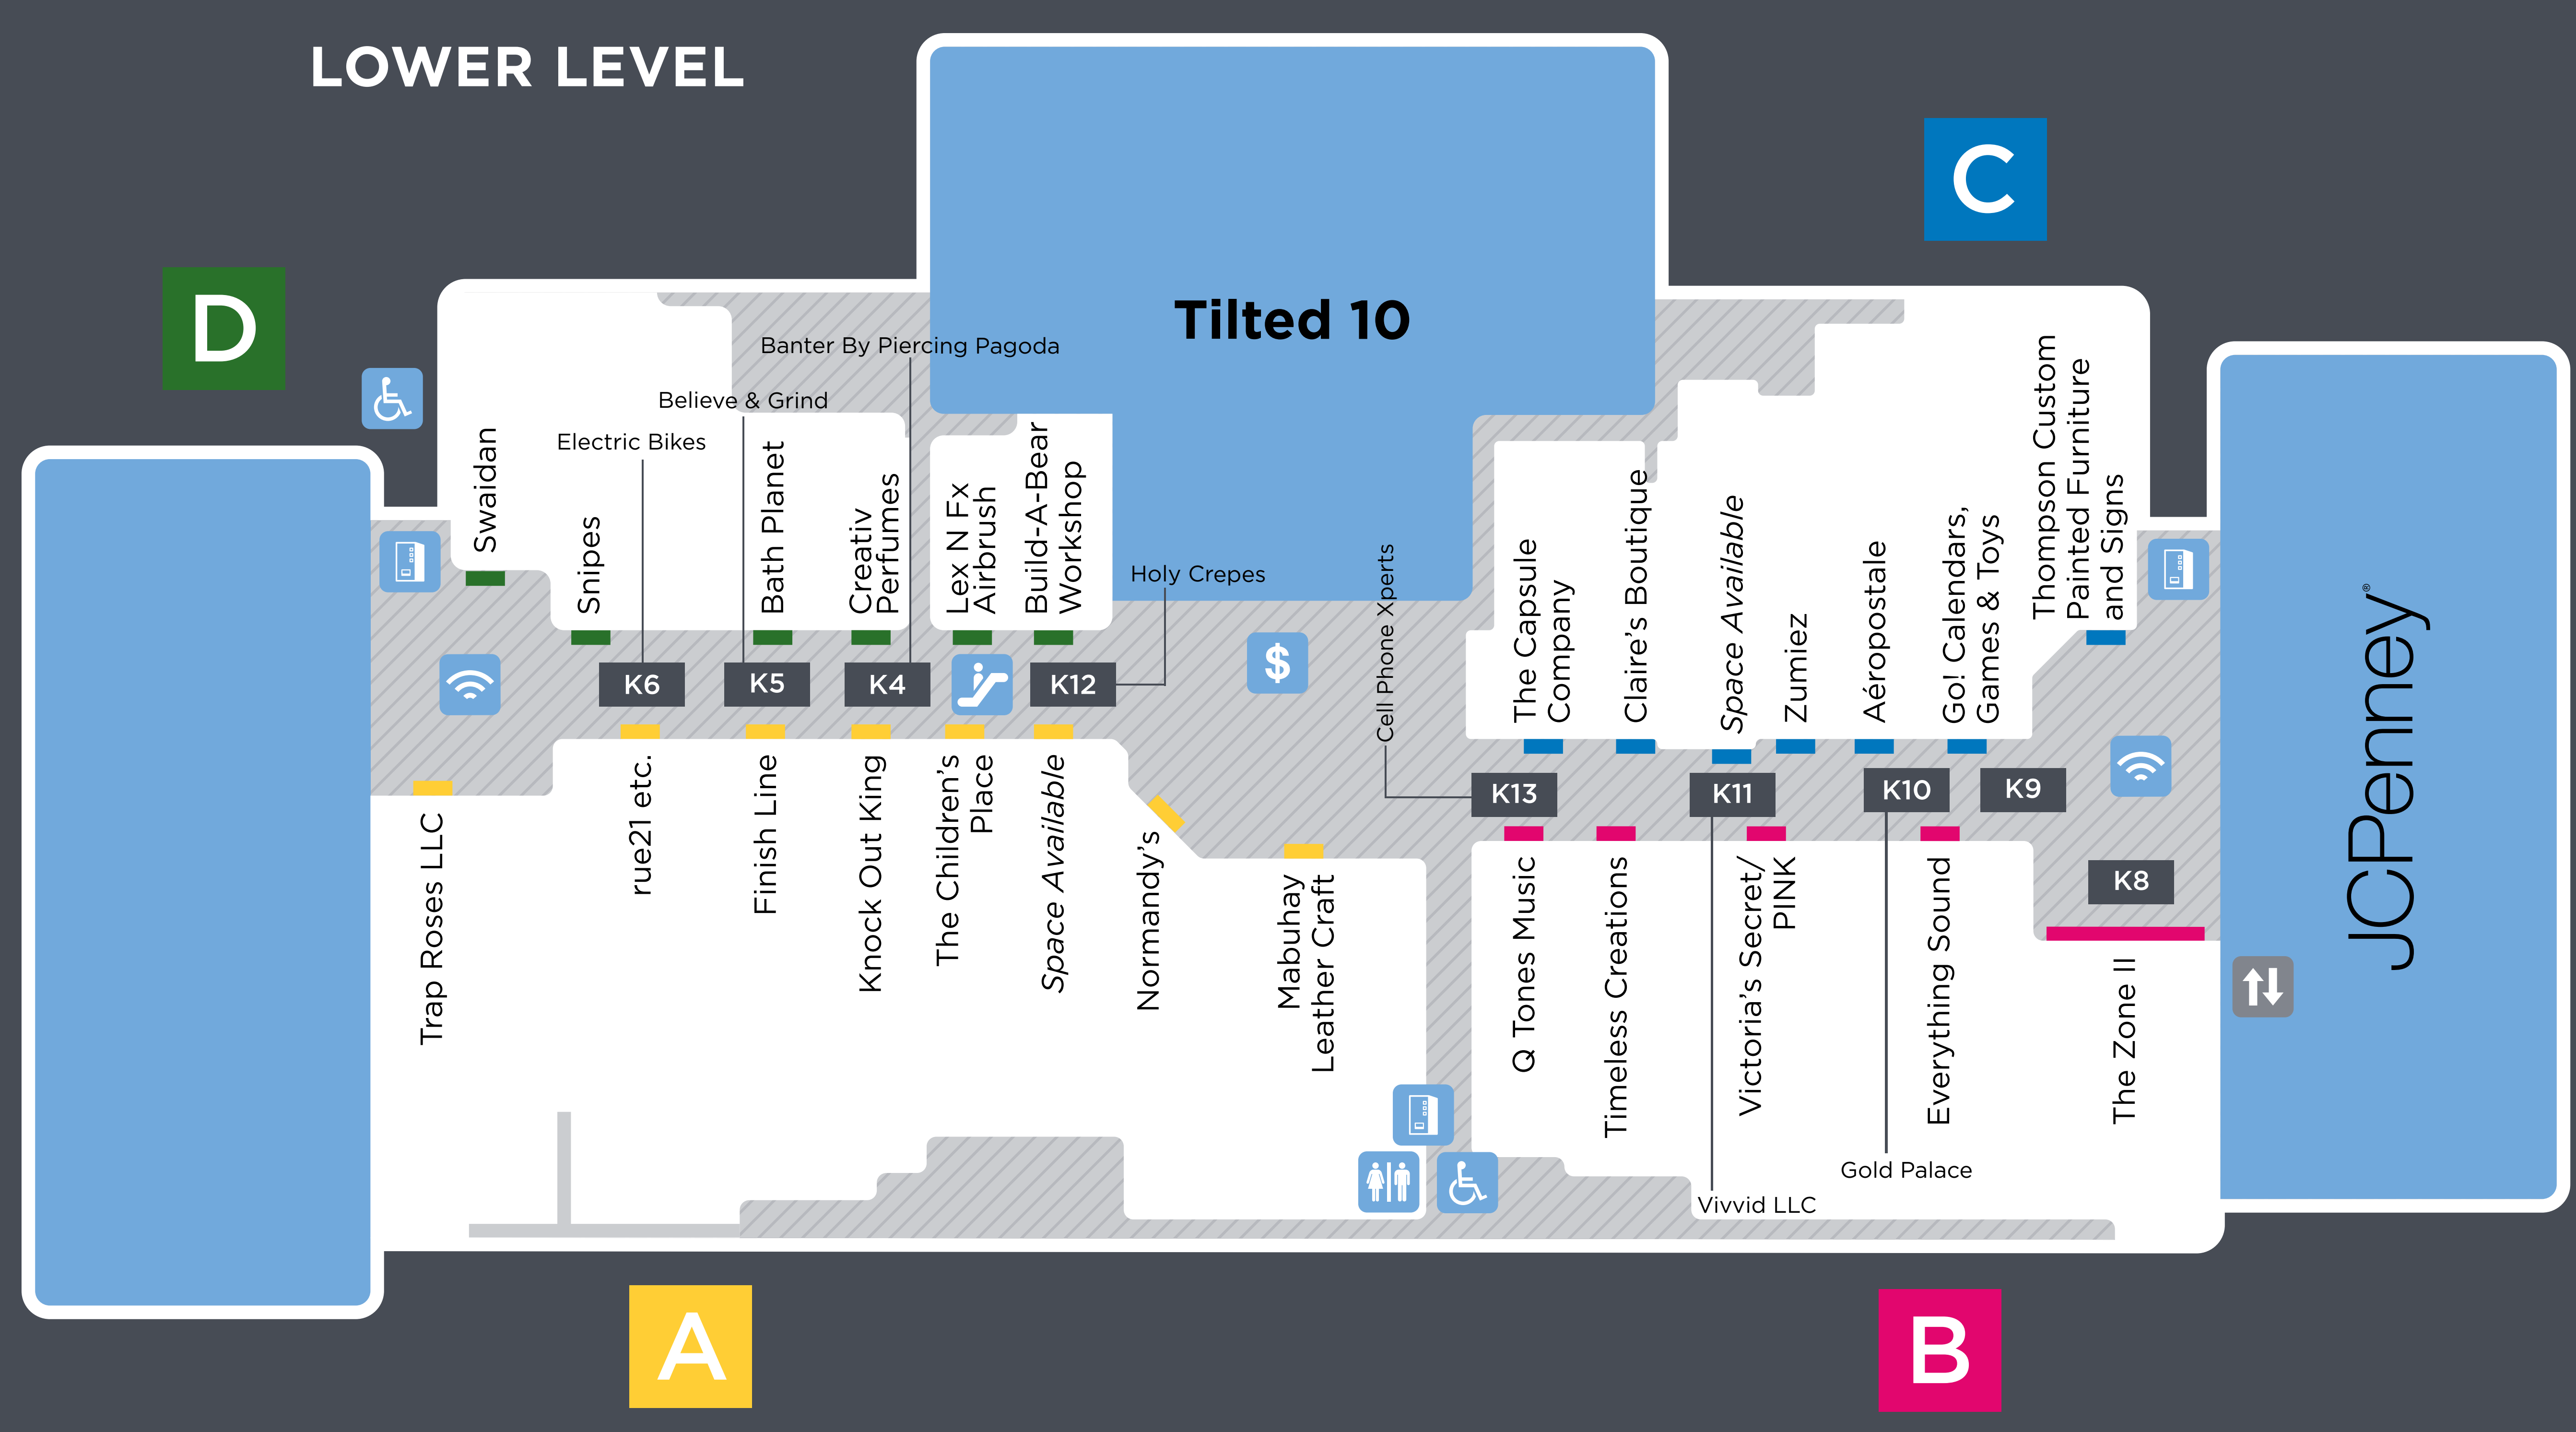 LOWER LEVEL
C
D
Tilted 10
Banter By Piercing Pagoda
Believe & Grind
Electric Bikes
Swaidan
Snipes
Bath Planet
Creativ
Perfumes
Lex N Fx
Airbrush
Build-A-Bear
Workshop
Holy Crepes
Cell Phone Xperts
The Capsule
Company
Claire's Boutique
Space Available
Zumiez
Aéropostale
Go! Calendars,
Games & Toys
Thompson Custom
Painted Furniture
and Signs
JCPenney®
$
K6
K5
K4
K12
K13
K11
K10
K9
K8
Trap Roses LLC
rue21 etc.
Finish Line
Knock Out King
The Children's
Place
Space Available
Normandy's
Mabuhay
Leather Craft
Q Tones Music
Timeless Creations
Victoria's Secret/
PINK
Everything Sound
The Zone II
Gold Palace
Vivvid LLC
A
B